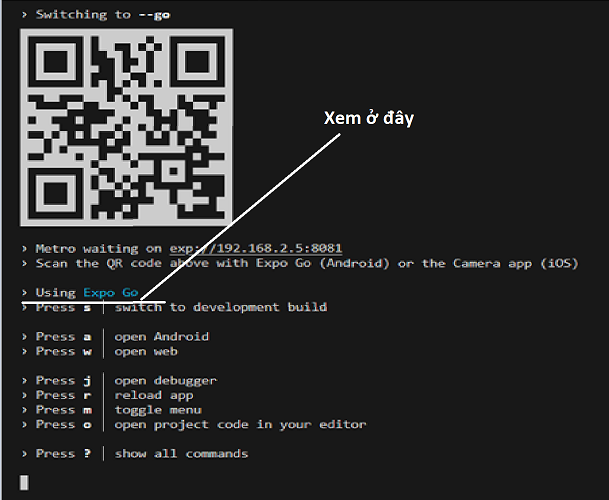 › Switching to --go
Xem ở đây
› Metro waiting on exp://192.168.2.5:8081
› Scan the QR code above with Expo Go (Android) or the Camera app (iOS)
› Using Expo Go
› Press s │ switch to development build
› Press a │ open Android
› Press w │ open web
› Press j │ open debugger
› Press r │ reload app
› Press m │ toggle menu
› Press o │ open project code in your editor
› Press ? │ show all commands